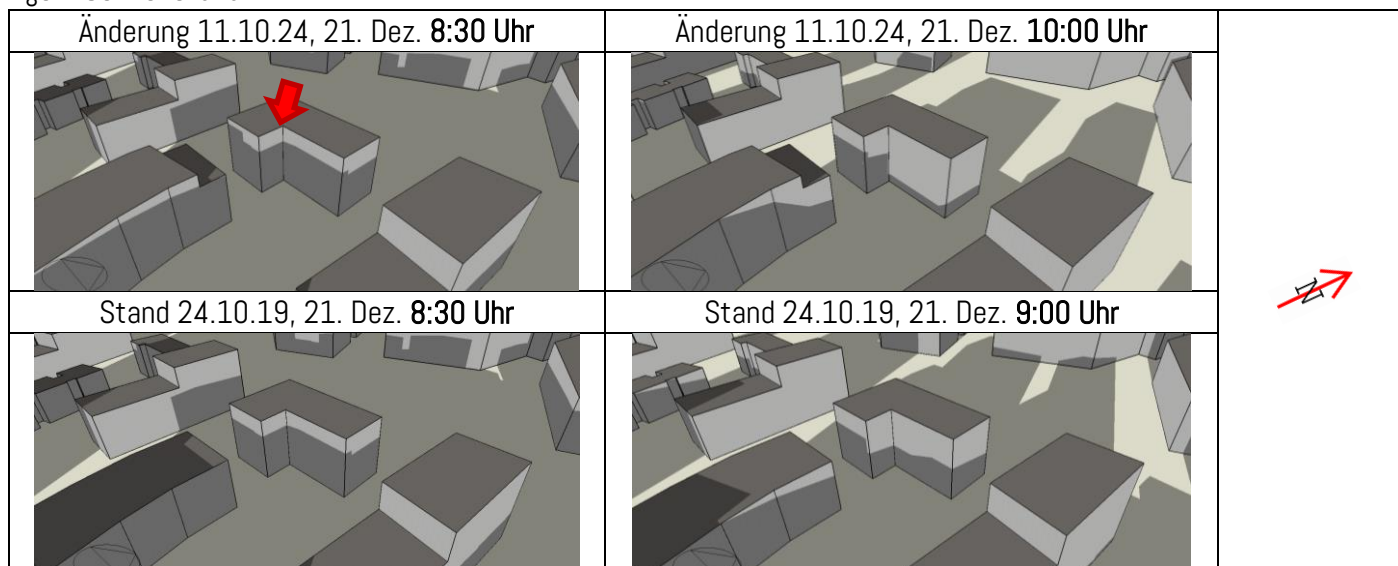 Änderung 11.10.24, 21. Dez. 8:30 Uhr
Änderung 11.10.24, 21. Dez. 10:00 Uhr
N
Stand 24.10.19, 21. Dez. 8:30 Uhr
Stand 24.10.19, 21. Dez. 9:00 Uhr